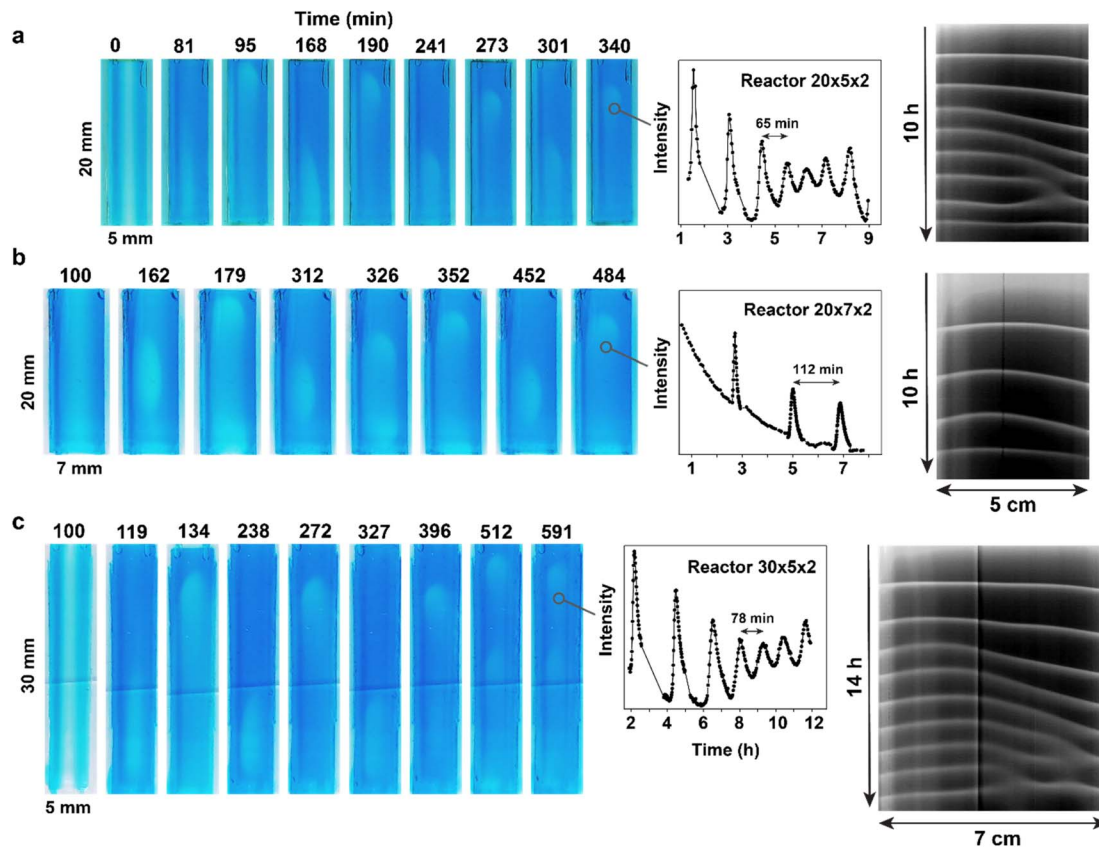 Time (min)
a
0 81 95 168 190 241 273 301 340
20 mm
5 mm
Intensity
Reactor 20x5x2
65 min
1 3 5 7 9
10 h
b
100 162 179 312 326 352 452 484
20 mm
7 mm
Intensity
Reactor 20x7x2
112 min
1 3 5 7
10 h
5 cm
c
100 119 134 238 272 327 396 512 591
30 mm
5 mm
Intensity
Reactor 30x5x2
78 min
2 4 6 8 10 12
Time (h)
14 h
7 cm